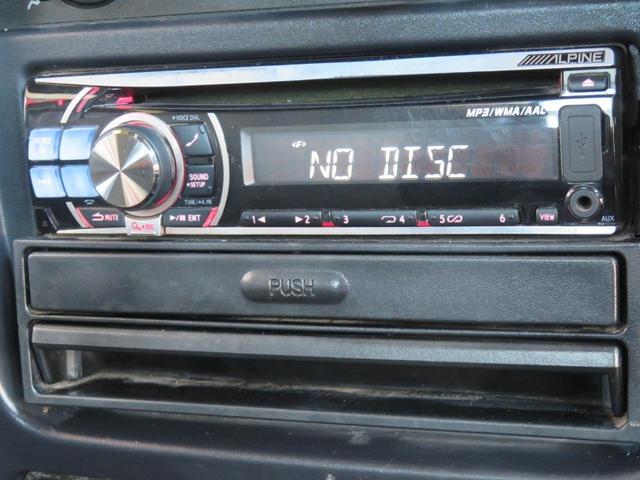 ALPINE
MP3/WMA/AAC
VOICE DIAL
NO DISC
SOUND
SETUP
TUNE/A.ME
MUTE
ENT
1
2
3
4
5
6
VIEW
AUX
PUSH